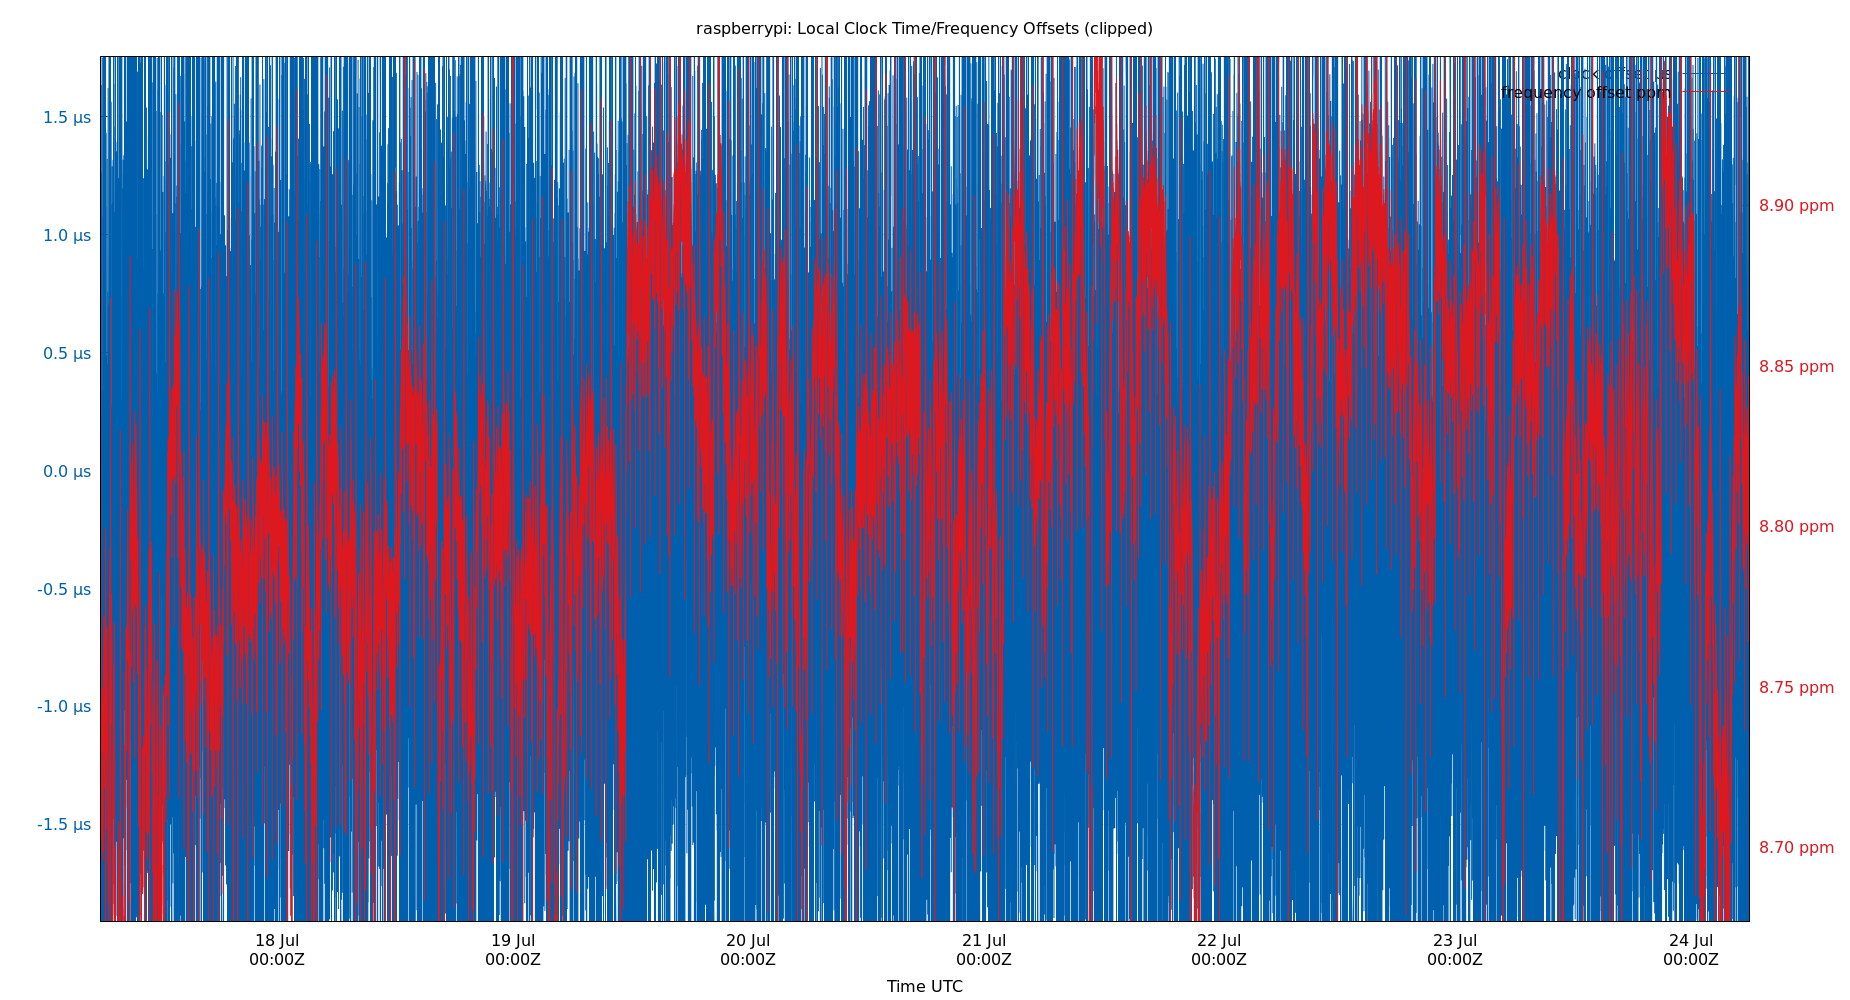 raspberrypi: Local Clock Time/Frequency Offsets (clipped)
clock offset µs
frequency offset ppm
1.5 µs
1.0 µs
0.5 µs
0.0 µs
-0.5 µs
-1.0 µs
-1.5 µs
8.90 ppm
8.85 ppm
8.80 ppm
8.75 ppm
8.70 ppm
18 Jul 19 Jul 20 Jul 21 Jul 22 Jul 23 Jul 24 Jul
00:00Z 00:00Z 00:00Z 00:00Z 00:00Z 00:00Z 00:00Z
Time UTC